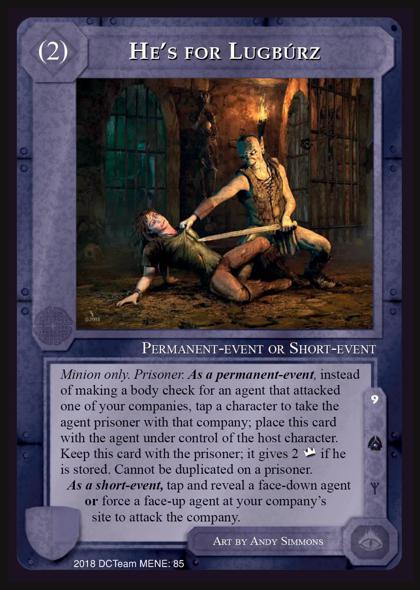 (2)
He's for Lugbúrz
Permanent-event or Short-event
Minion only. Prisoner. As a permanent-event, instead
of making a body check for an agent that attacked
one of your companies, tap a character to take the
agent prisoner with that company; place this card
with the agent under control of the host character.
Keep this card with the prisoner; it gives 2 if he
is stored. Cannot be duplicated on a prisoner.
As a short-event, tap and reveal a face-down agent
or force a face-up agent at your company's
site to attack the company.
9
Art by Andy Simmons
2018 DCTeam MENE: 85